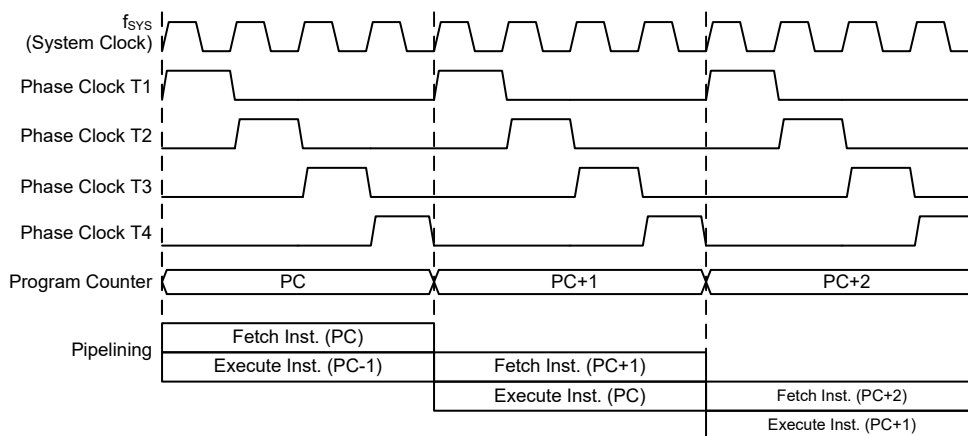 fSYS
(System Clock)
Phase Clock T1
Phase Clock T2
Phase Clock T3
Phase Clock T4
Program Counter PC PC+1 PC+2
Pipelining
Fetch Inst. (PC)
Execute Inst. (PC-1) Fetch Inst. (PC+1)
Execute Inst. (PC) Fetch Inst. (PC+2)
Execute Inst. (PC+1)